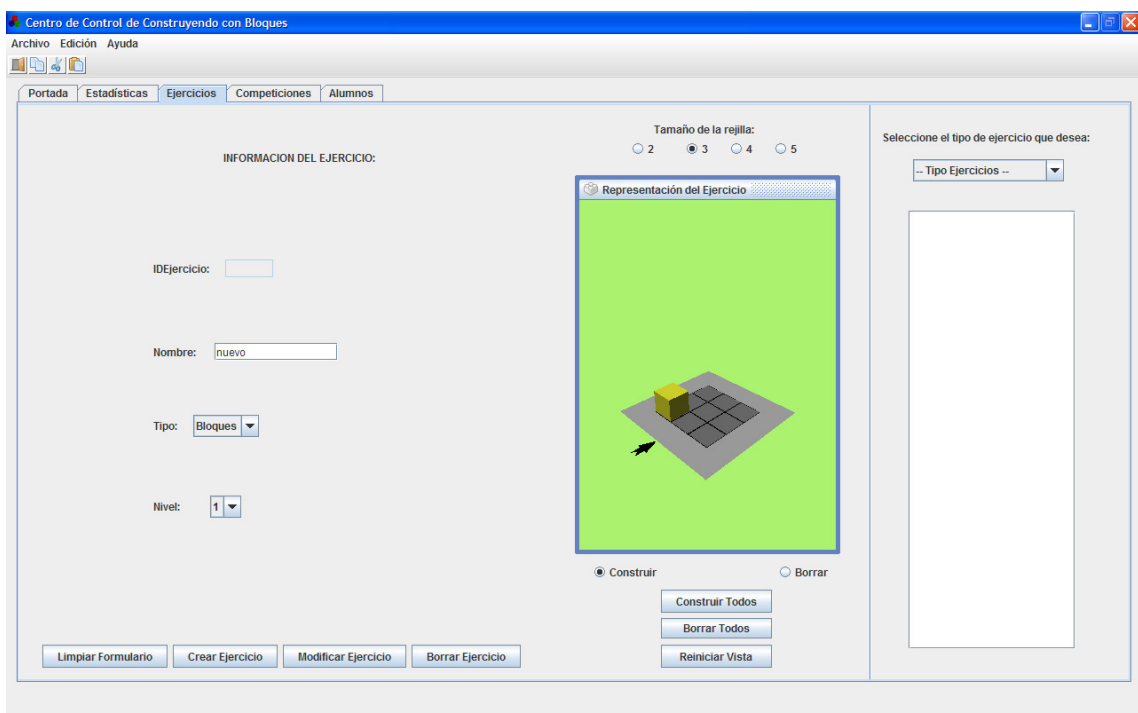 Centro de Control de Construyendo con Bloques
Archivo Edición Ayuda
Portada Estadísticas Ejercicios Competiciones Alumnos
INFORMACION DEL EJERCICIO:
IDEjercicio:
Nombre: nuevo
Tipo: Bloques
Nivel: 1
Limpiar Formulario Crear Ejercicio Modificar Ejercicio Borrar Ejercicio
Tamaño de la rejilla:
2 3 4 5
Representación del Ejercicio
Construir Borrar
Construir Todos
Borrar Todos
Reiniciar Vista
Seleccione el tipo de ejercicio que desea:
-- Tipo Ejercicios --